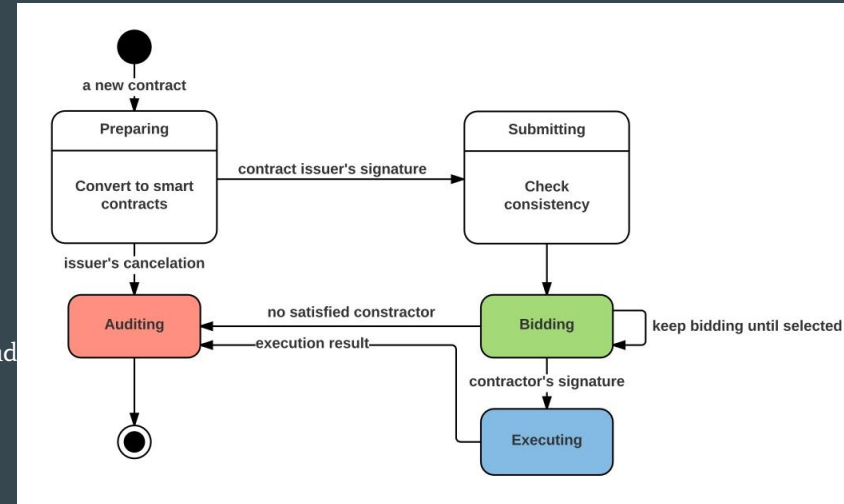 a new contract
Preparing
Convert to smart
contracts
contract issuer's signature
Submitting
Check
consistency
issuer's cancelation
Auditing
no satisfied constractor
execution result
Bidding
keep bidding until selected
contractor's signature
Executing